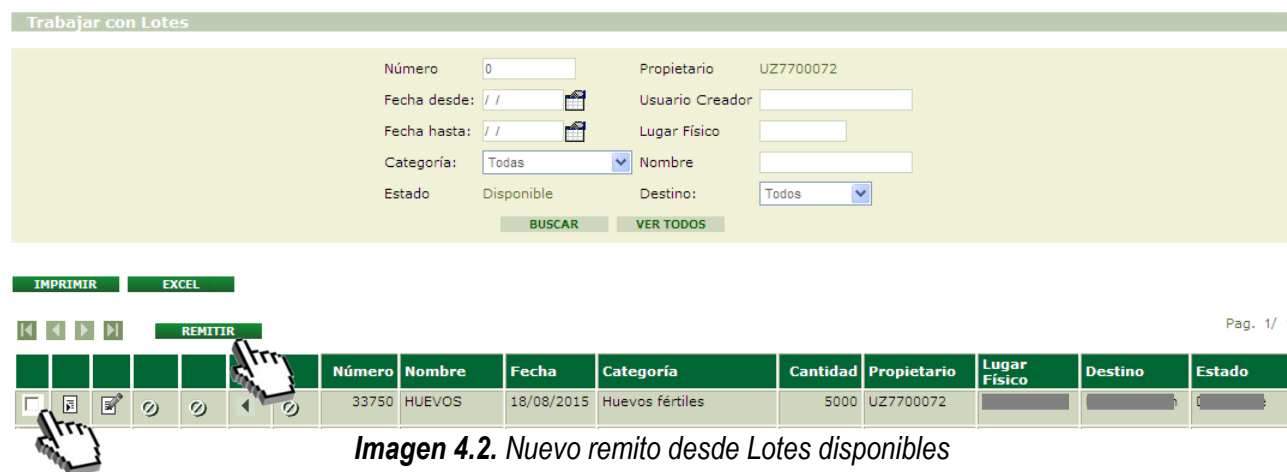 Trabajar con Lotes
Número 0 Propietario UZ7700072
Fecha desde: / / Usuario Creador
Fecha hasta: / / Lugar Físico
Categoría: Todas Nombre
Estado Disponible Destino: Todos
BUSCAR VER TODOS
IMPRIMIR EXCEL
REMITIR Pag. 1/
Número Nombre Fecha Categoría Cantidad Propietario Lugar Físico Destino Estado
33750 HUEVOS 18/08/2015 Huevos fértiles 5000 UZ7700072
Imagen 4.2. Nuevo remito desde Lotes disponibles